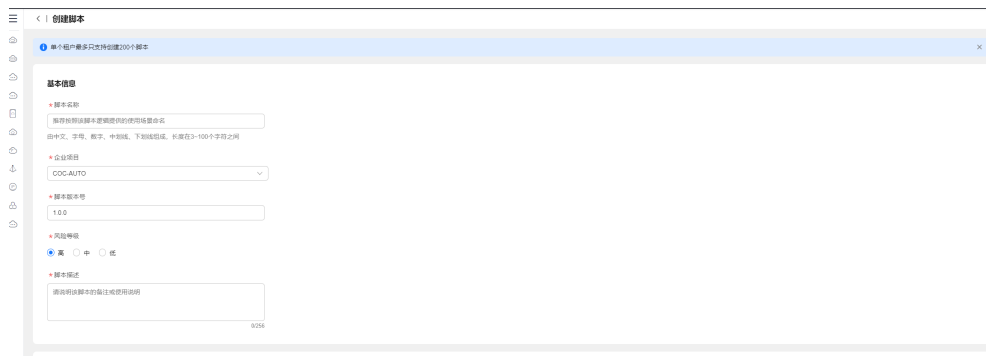 创建脚本
单个租户最多只支持创建200个脚本
基本信息
*脚本名称
推荐按照该脚本逻辑提供的使用场景命名
由中文、字母、数字、中划线、下划线组成，长度在3~100个字符之间
*企业项目
COC-AUTO
*脚本版本号
1.0.0
*风险等级
高 中 低
*脚本描述
请说明该脚本的备注或使用说明
0/256